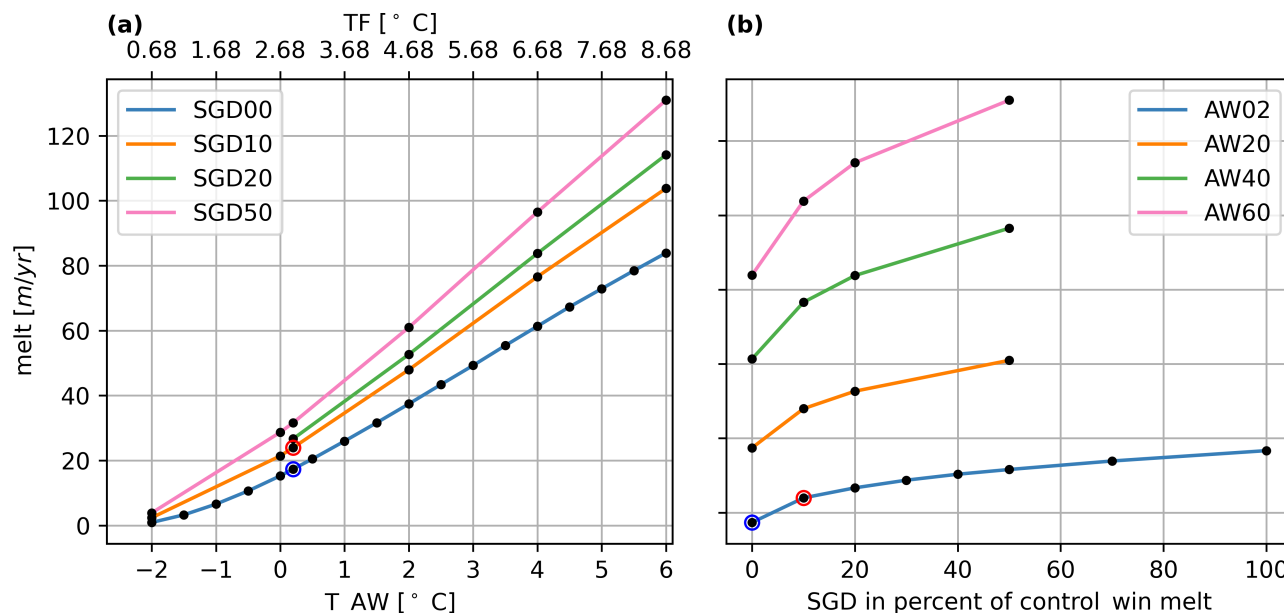 (a)
TF [° C]
(b)
0.68 1.68 2.68 3.68 4.68 5.68 6.68 7.68 8.68
SGD00
SGD10
SGD20
SGD50
AW02
AW20
AW40
AW60
melt [m/yr]
120
100
80
60
40
20
0
−2 −1 0 1 2 3 4 5 6
0 20 40 60 80 100
T AW [° C]
SGD in percent of control win melt